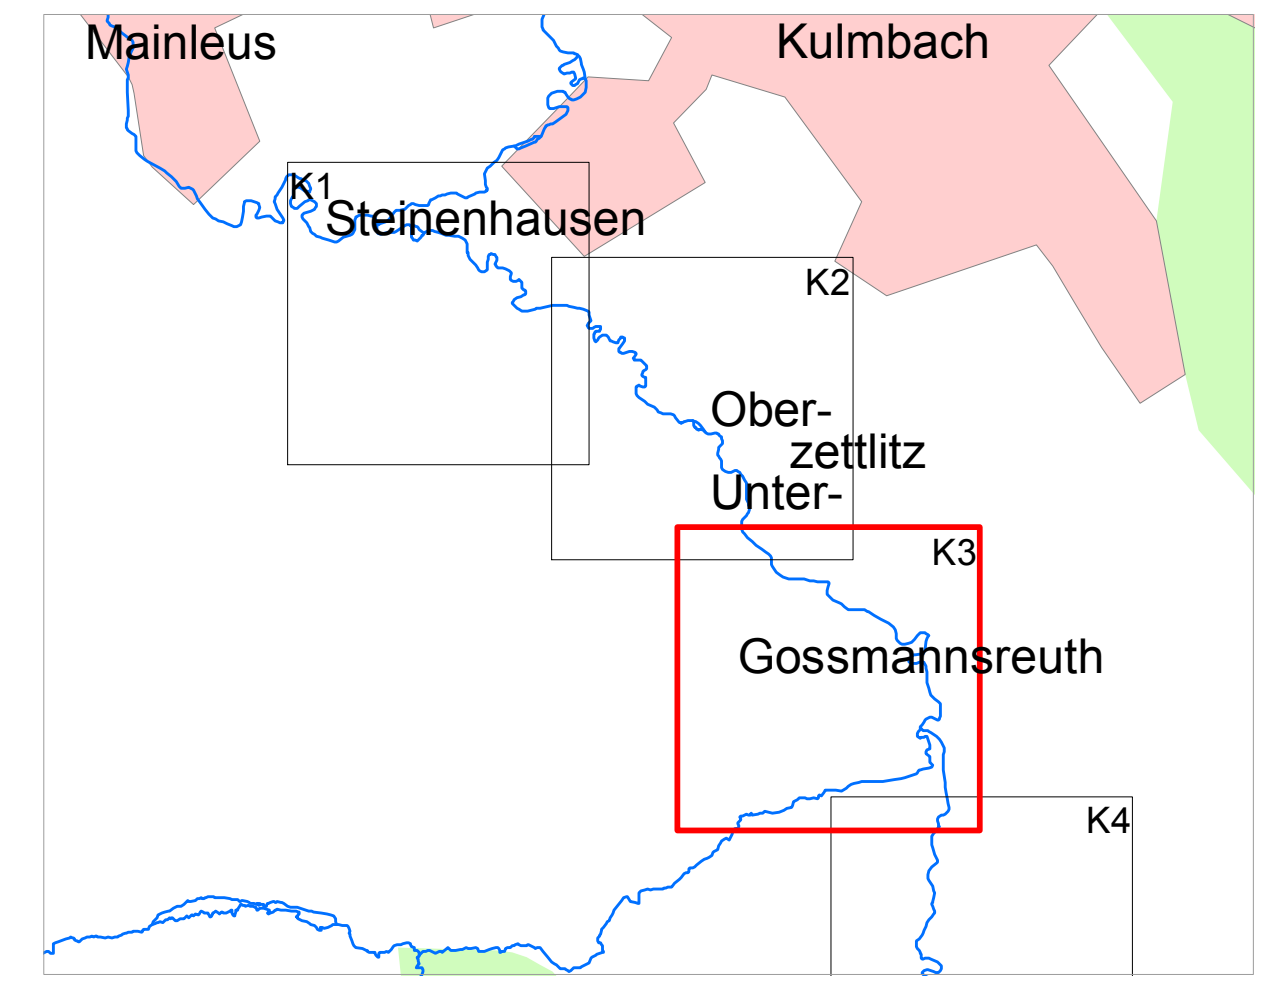 Mainleus
Kulmbach
K1
Steinenhausen
K2
Ober-
zettlitz
Unter-
K3
Gossmannsreuth
K4